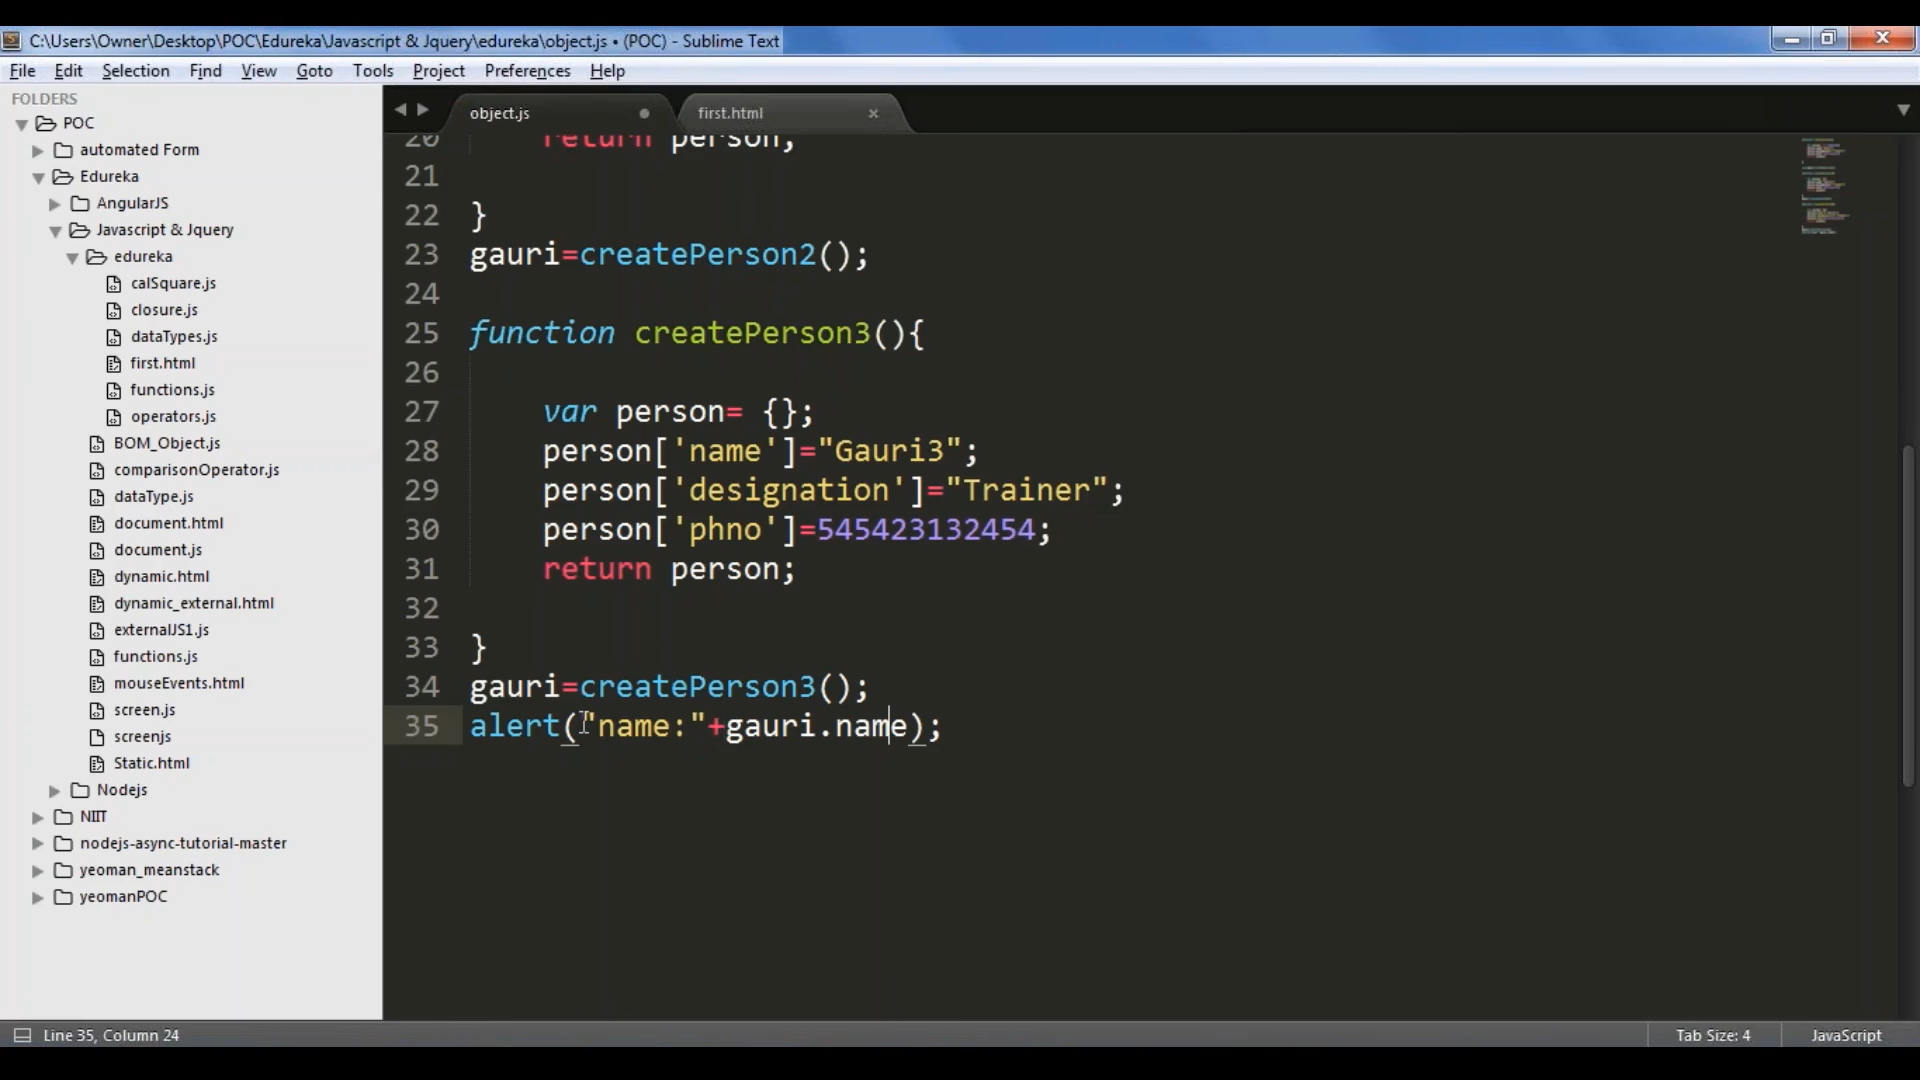 C:\Users\Owner\Desktop\POC\Edureka\Javascript & Jquery\edureka\object.js • (POC) - Sublime Text
File Edit Selection Find View Goto Tools Project Preferences Help
FOLDERS
POC
automated Form
Edureka
AngularJS
Javascript & Jquery
edureka
calSquare.js
closure.js
dataTypes.js
first.html
functions.js
operators.js
BOM_Object.js
comparisonOperator.js
dataType.js
document.html
document.js
dynamic.html
dynamic_external.html
externalJS1.js
functions.js
mouseEvents.html
screen.js
screenjs
Static.html
Nodejs
NIIT
nodejs-async-tutorial-master
yeoman_meanstack
yeomanPOC
object.js first.html
20 return person;
21
22 }
23 gauri=createPerson2();
24
25 function createPerson3(){
26
27 var person= {};
28 person['name']="Gauri3";
29 person['designation']="Trainer";
30 person['phno']=545423132454;
31 return person;
32
33 }
34 gauri=createPerson3();
35 alert("name:"+gauri.name);
Line 35, Column 24 Tab Size: 4 JavaScript